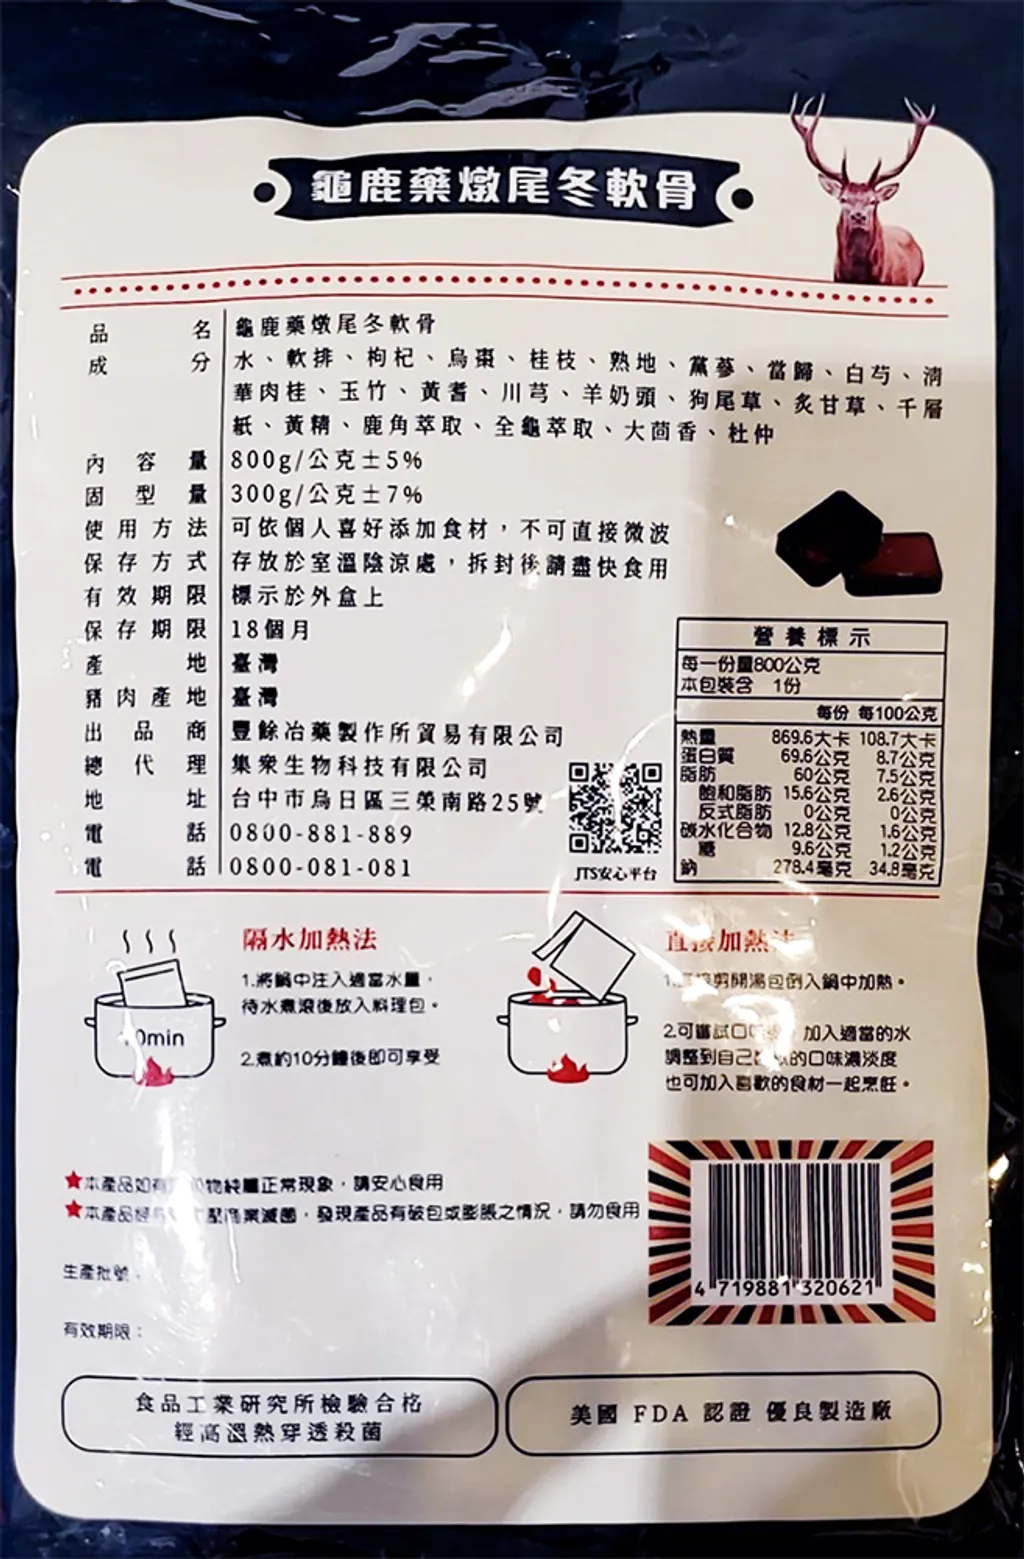 龜鹿藥燉尾冬軟骨
品名 龜鹿藥燉尾冬軟骨
成分 水、軟排、枸杞、烏棗、桂枝、熟地、黨蔘、當歸、白芍、清
華肉桂、玉竹、黃耆、川芎、羊奶頭、狗尾草、炙甘草、千層
紙、黃精、鹿角萃取、全龜萃取、大茴香、杜仲
內容量 800g/公克±5%
固型量 300g/公克±7%
使用方法 可依個人喜好添加食材，不可直接微波
保存方式 存放於室溫陰涼處，拆封後請盡快食用
有效期限 標示於外盒上
保存期限 18個月
產地 臺灣
豬肉產地 臺灣
出品商 豐餘冶藥製作所貿易有限公司
總代理 集衆生物科技有限公司
地址 台中市烏日區三榮南路25號
電話 0800-881-889
電話 0800-081-081
JTS安心平台
營養標示
每一份量800公克
本包裝含 1份
每份 每100公克
熱量 869.6大卡 108.7大卡
蛋白質 69.6公克 8.7公克
脂肪 60公克 7.5公克
飽和脂肪 15.6公克 2.6公克
反式脂肪 0公克 0公克
碳水化合物 12.8公克 1.6公克
糖 9.6公克 1.2公克
鈉 278.4毫克 34.8毫克
隔水加熱法
1.將鍋中注入適當水量，
待水煮滾後放入料理包。
2.煮約10分鐘後即可享受
0min
直接加熱法
1.剪開湯包倒入鍋中加熱。
2.可嘗試口味 加入適當的水
調整到自己的口味濃淡度
也可加入喜歡的食材一起烹飪。
★本產品如有物純屬正常現象，請安心食用
★本產品經商業滅菌，發現產品有破包或膨脹之情況，請勿食用
生產批號：
有效期限：
4 719881 320621
食品工業研究所檢驗合格
經高溫熱穿透殺菌
美國 FDA 認證 優良製造廠